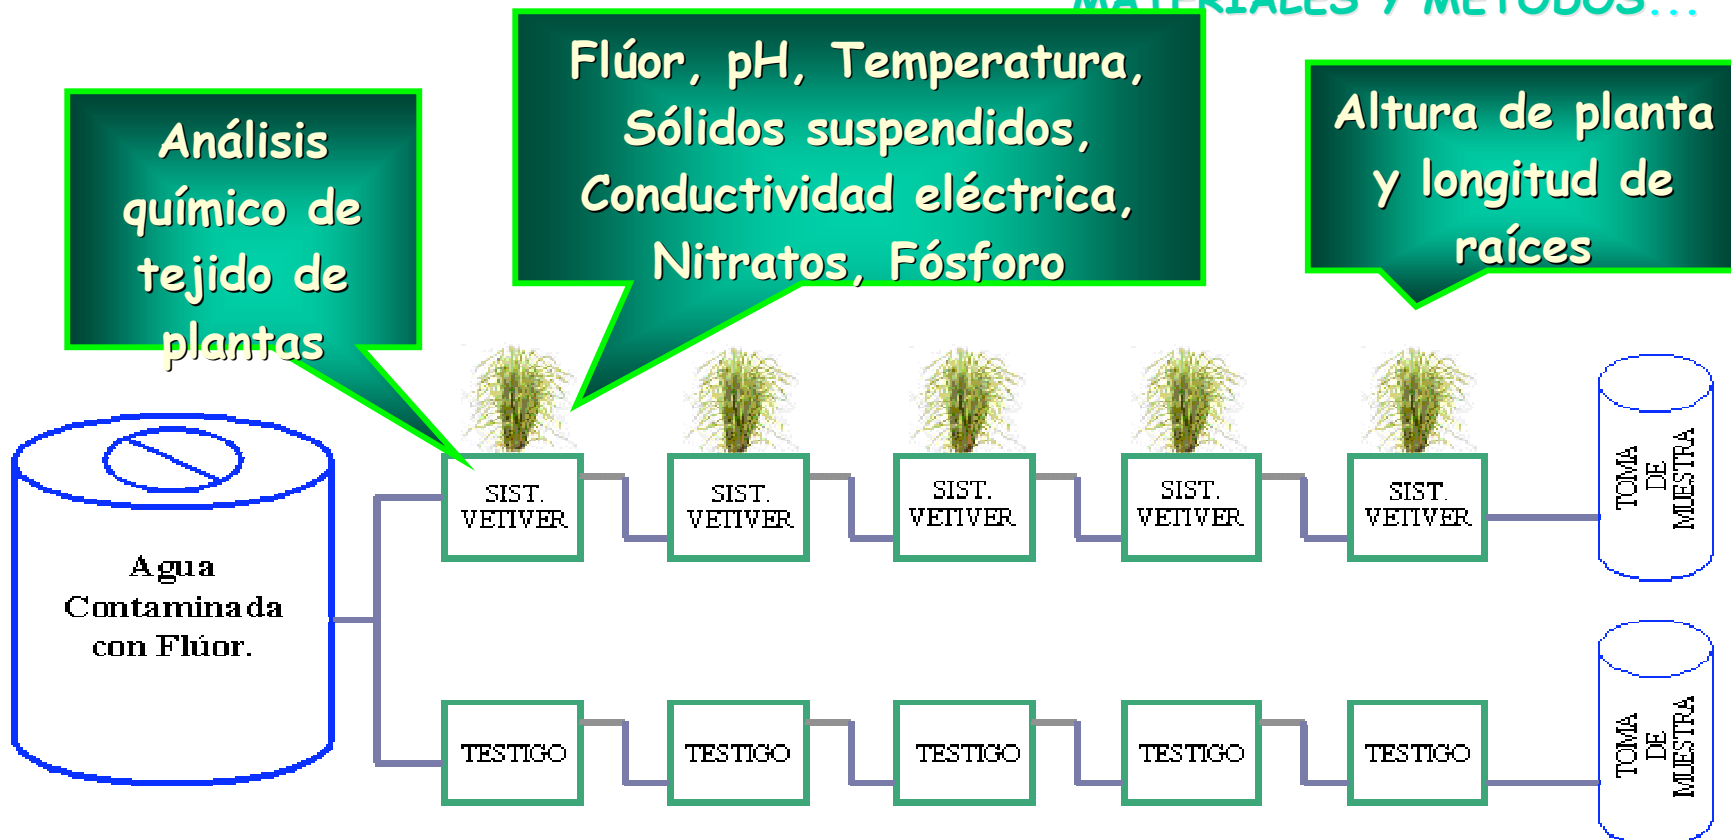 MATERIALES Y METODOS...
Análisis
químico de
tejido de
plantas
Flúor, pH, Temperatura,
Sólidos suspendidos,
Conductividad eléctrica,
Nitratos, Fósforo
Altura de planta
y longitud de
raíces
Agua
Contaminada
con Flúor.
SIST.
VETIVER
SIST.
VETIVER
SIST.
VETIVER
SIST.
VETIVER
SIST.
VETIVER
TOMA
DE
MUESTRA
TESTIGO
TESTIGO
TESTIGO
TESTIGO
TESTIGO
TOMA
DE
MUESTRA